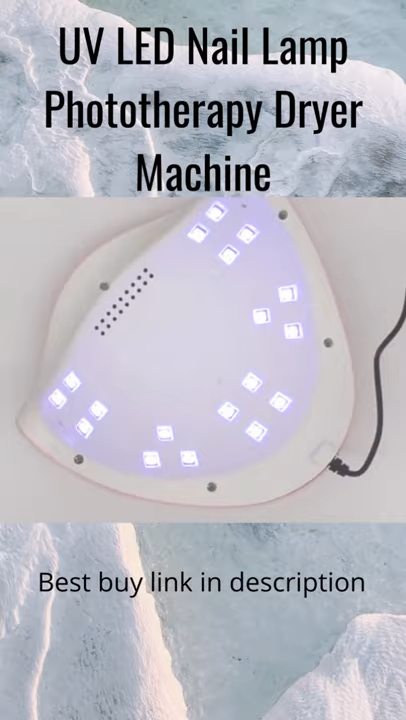 UV LED Nail Lamp
Phototherapy Dryer
Machine
Best buy link in description